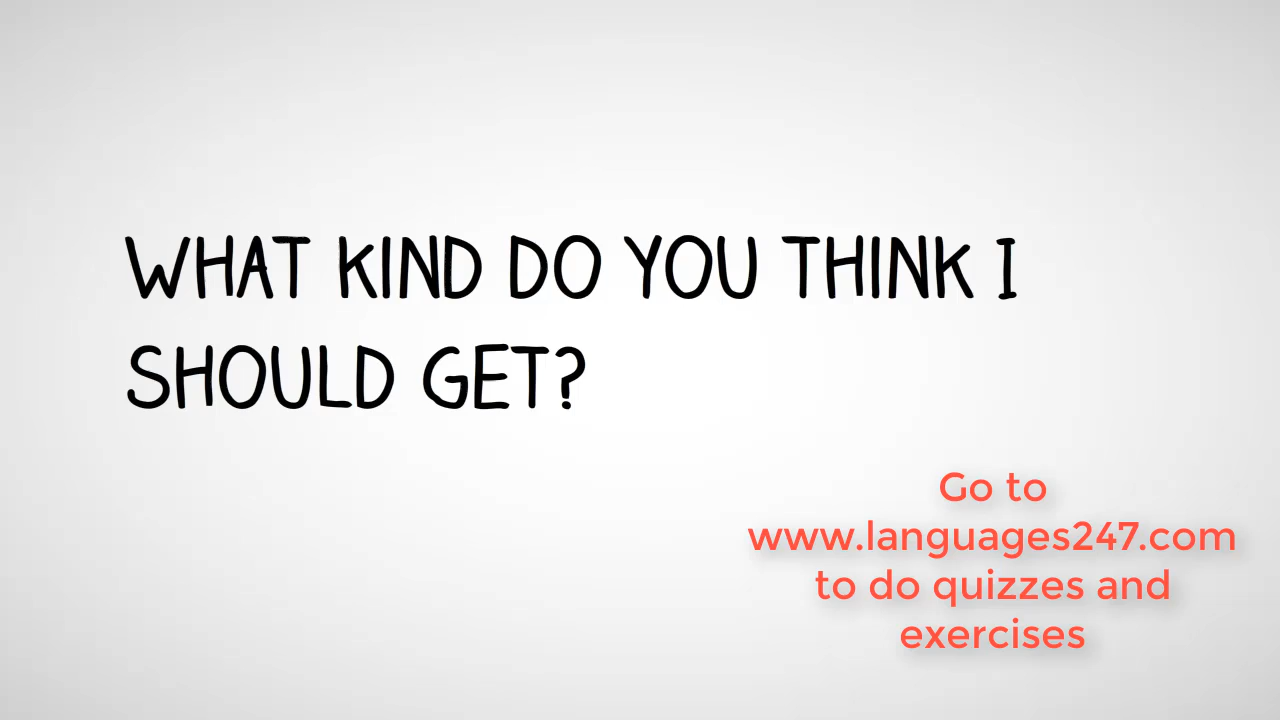 WHAT KIND DO YOU THINK I
SHOULD GET?
Go to
www.languages247.com
to do quizzes and
exercises